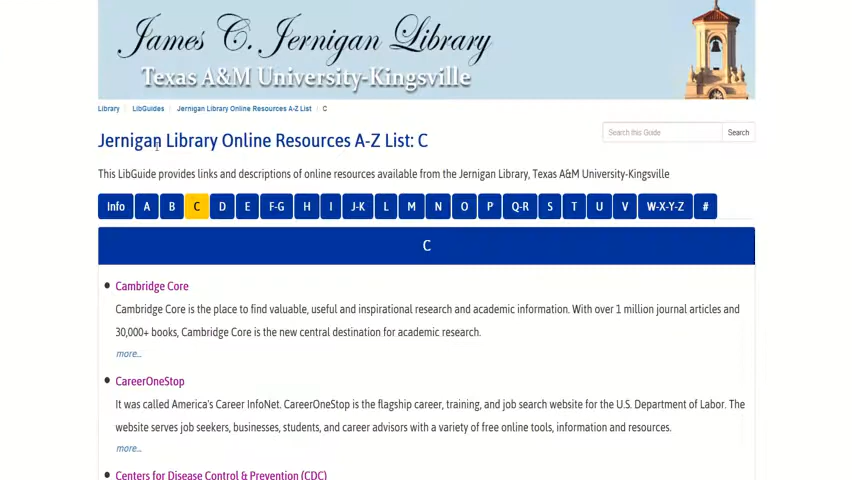 James C. Jernigan Library
Texas A&M University-Kingsville
Library LibGuides Jernigan Library Online Resources A-Z List C
Jernigan Library Online Resources A-Z List: C
Search this Guide Search
This LibGuide provides links and descriptions of online resources available from the Jernigan Library, Texas A&M University-Kingsville
Info A B C D E F-G H I J-K L M N O P Q-R S T U V W-X-Y-Z #
C
Cambridge Core
Cambridge Core is the place to find valuable, useful and inspirational research and academic information. With over 1 million journal articles and
30,000+ books, Cambridge Core is the new central destination for academic research.
more...
CareerOneStop
It was called America's Career InfoNet. CareerOneStop is the flagship career, training, and job search website for the U.S. Department of Labor. The
website serves job seekers, businesses, students, and career advisors with a variety of free online tools, information and resources.
more...
Centers for Disease Control & Prevention (CDC)